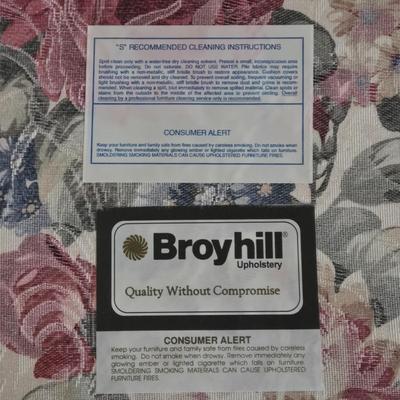 "S" RECOMMENDED CLEANING INSTRUCTIONS
Spot clean only with a water-free dry cleaning solvent. Pretest a small, inconspicuous area
before proceeding. Do not saturate. DO NOT USE WATER. Pile fabrics may require
brushing with a non-metallic, stiff bristle brush to restore appearance. Cushion covers
should not be removed and dry cleaned. To prevent overall soiling, frequent vacuuming or
light brushing with a non-metallic, stiff bristle brush to remove dust and grime is recom-
mended. When cleaning a spill, blot immediately to remove spilled material. Clean spots or
stains from the outside to the middle of the affected area to prevent circling. Overall
cleaning by a professional furniture cleaning service only is recommended.
CONSUMER ALERT
Keep your furniture and family safe from fires caused by careless smoking. Do not smoke when
drowsy. Remove immediately any glowing ember or lighted cigarette which falls on furniture.
SMOLDERING SMOKING MATERIALS CAN CAUSE UPHOLSTERED FURNITURE FIRES.
Broyhill®
Upholstery
Quality Without Compromise
CONSUMER ALERT
Keep your furniture and family safe from fires caused by careless
smoking. Do not smoke when drowsy. Remove immediately any
glowing ember or lighted cigarette which falls on furniture.
SMOLDERING SMOKING MATERIALS CAN CAUSE UPHOLSTERED
FURNITURE FIRES.